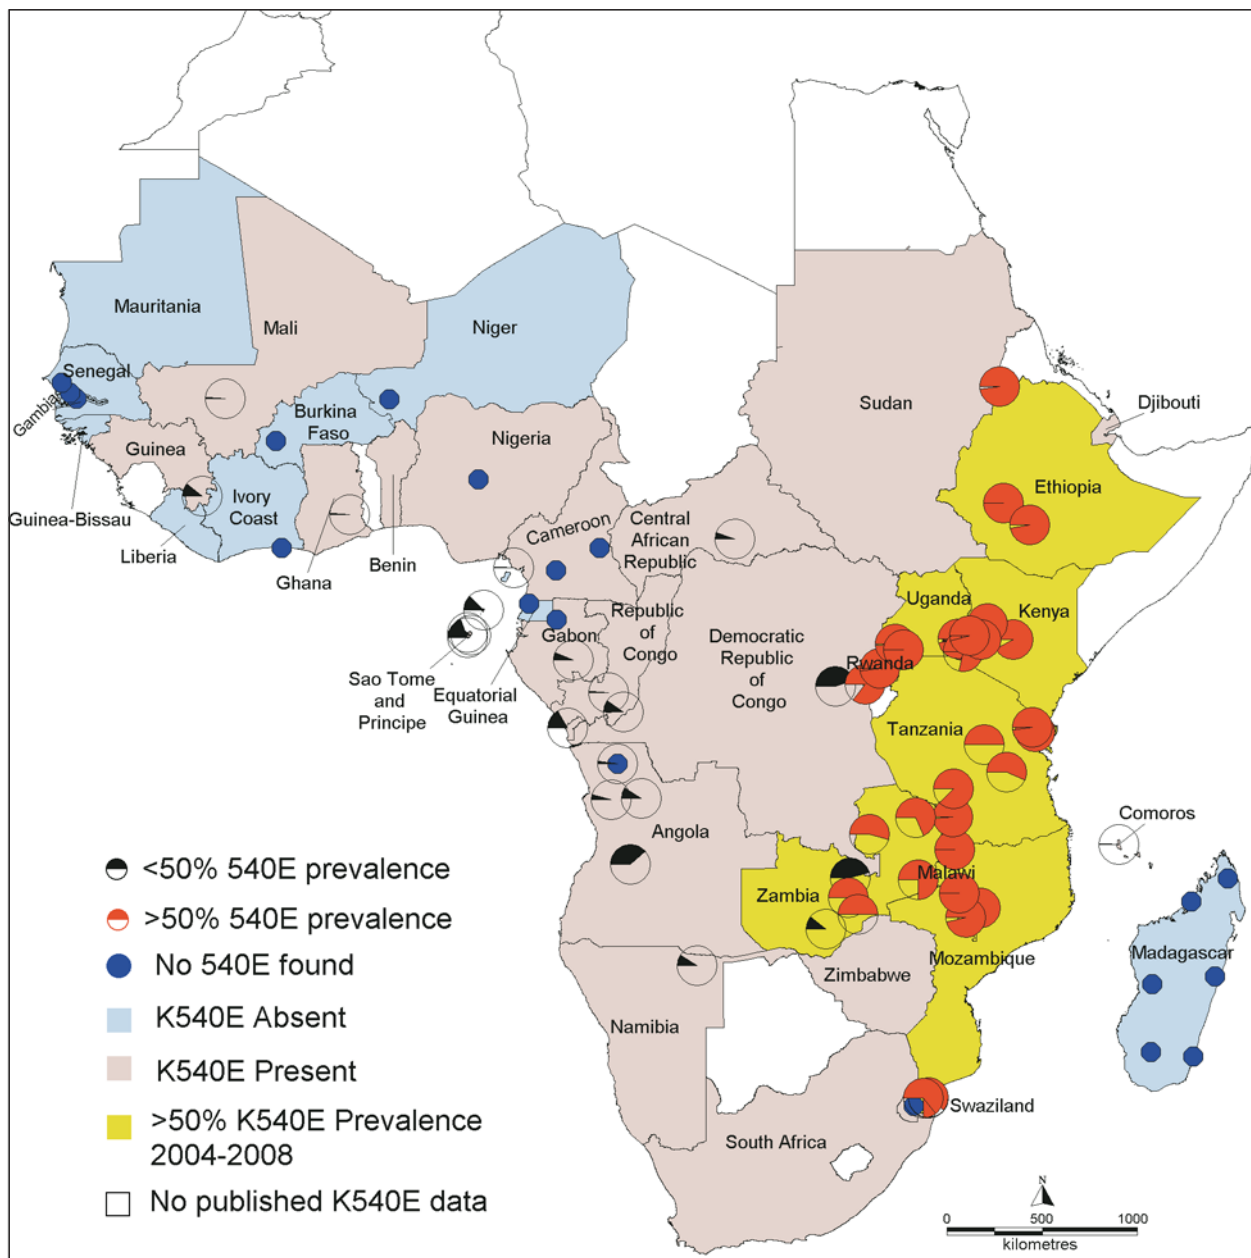 Mauritania
Mali
Niger
Senegal
Gambia
Burkina
Faso
Sudan
Djibouti
Guinea
Nigeria
Ethiopia
Ivory
Coast
Guinea-Bissau
Liberia
Ghana
Benin
Cameroon
Central
African
Republic
Uganda
Kenya
Republic
of
Congo
Gabon
Democratic
Republic
of
Congo
Rwanda
Sao Tome
and
Principe
Equatorial
Guinea
Tanzania
Comoros
Angola
Malawi
Zambia
Madagascar
Mozambique
Zimbabwe
Namibia
Swaziland
South Africa
<50% 540E prevalence
>50% 540E prevalence
No 540E found
K540E Absent
K540E Present
>50% K540E Prevalence
2004-2008
No published K540E data
N
0 500 1000
kilometres